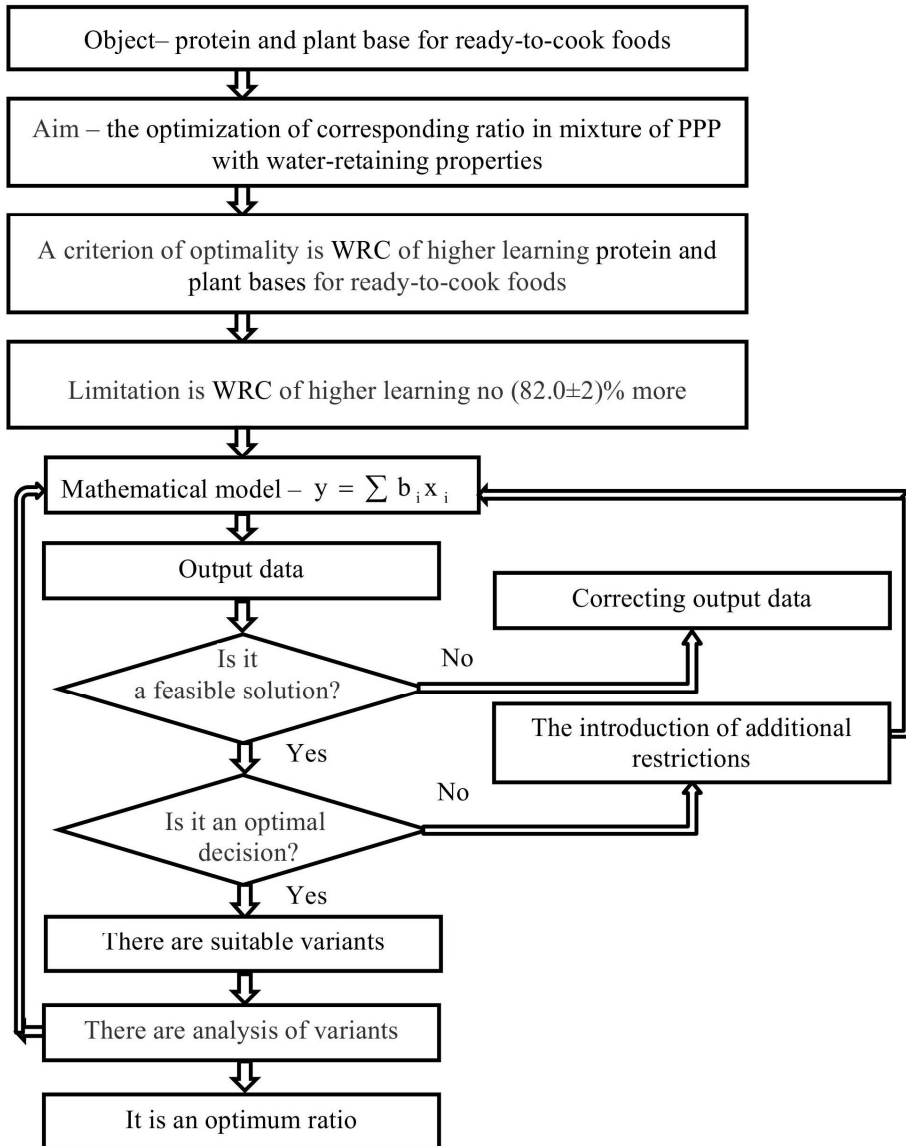 Object– protein and plant base for ready-to-cook foods
Aim – the optimization of corresponding ratio in mixture of PPP
with water-retaining properties
A criterion of optimality is WRC of higher learning protein and
plant bases for ready-to-cook foods
Limitation is WRC of higher learning no (82.0±2)% more
Mathematical model – y = ∑ b i x i
Output data
Correcting output data
Is it
a feasible solution?
No
Yes
The introduction of additional
restrictions
No
Is it an optimal
decision?
Yes
There are suitable variants
There are analysis of variants
It is an optimum ratio